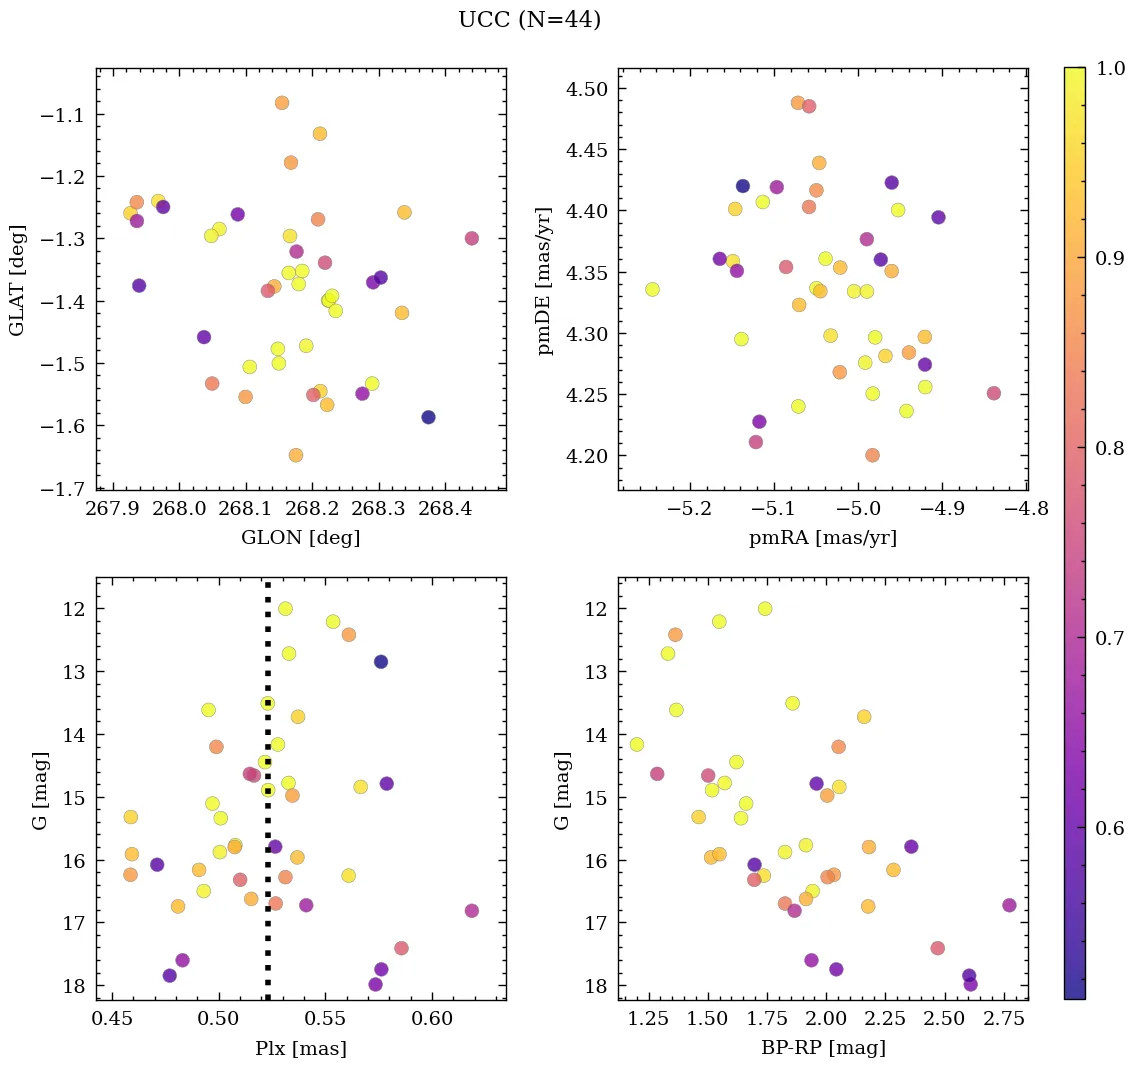 UCC (N=44)
−1.1
−1.2
−1.3
−1.4
−1.5
−1.6
−1.7
GLAT [deg]
267.9 268.0 268.1 268.2 268.3 268.4
GLON [deg]
4.50
4.45
4.40
4.35
4.30
4.25
4.20
pmDE [mas/yr]
−5.2 −5.1 −5.0 −4.9 −4.8
pmRA [mas/yr]
1.0
0.9
0.8
0.7
0.6
12
13
14
15
16
17
18
G [mag]
0.45 0.50 0.55 0.60
Plx [mas]
12
13
14
15
16
17
18
G [mag]
1.25 1.50 1.75 2.00 2.25 2.50 2.75
BP-RP [mag]